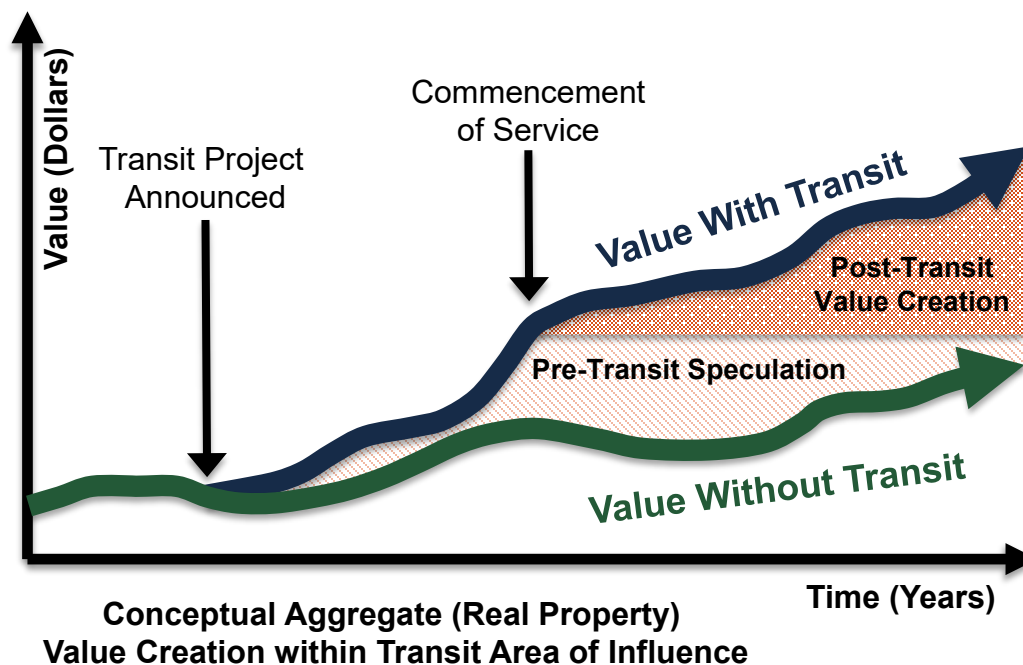 Value (Dollars)
Transit Project
Announced
Commencement
of Service
Value With Transit
Post-Transit
Value Creation
Pre-Transit Speculation
Value Without Transit
Time (Years)
Conceptual Aggregate (Real Property)
Value Creation within Transit Area of Influence